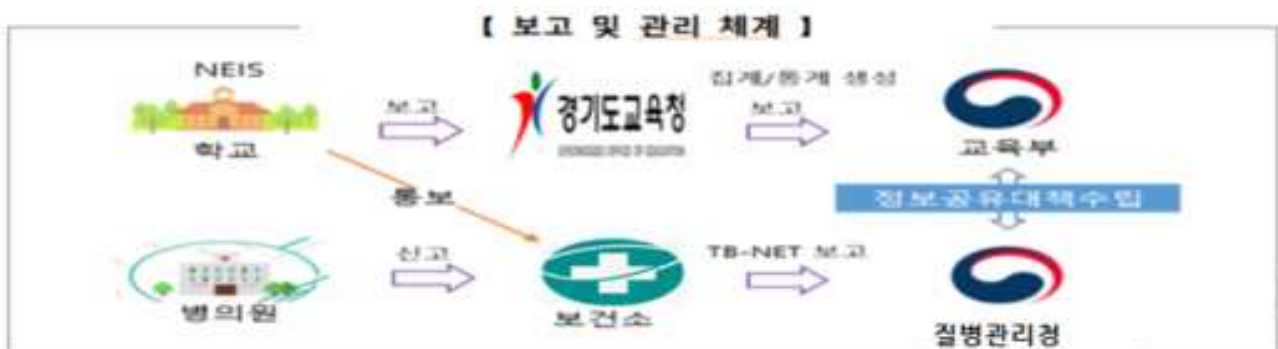 [ 보고 및 관리 체계 ]
NEIS
학교
보고
경기도교육청
집계/통계 생성
보고
교육부
통보
정보공유대책수립
병의원
신고
보건소
TB-NET 보고
질병관리청